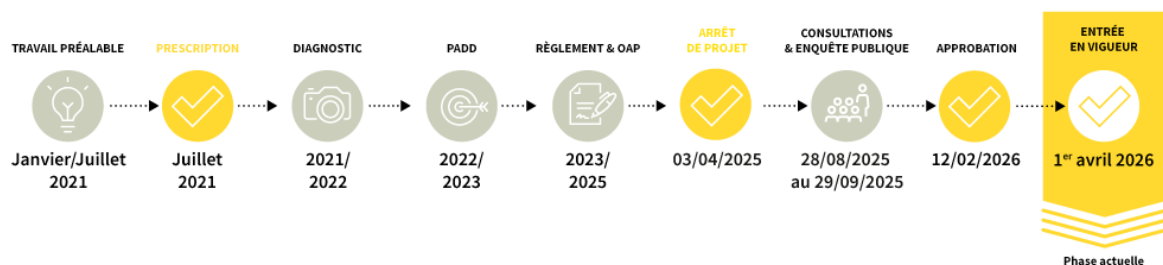 TRAVAIL PRÉALABLE
Janvier/Juillet
2021
PRESCRIPTION
Juillet
2021
DIAGNOSTIC
2021/
2022
PADD
2022/
2023
RÈGLEMENT & OAP
2023/
2025
ARRÊT
DE PROJET
03/04/2025
CONSULTATIONS
& ENQUÊTE PUBLIQUE
28/08/2025
au 29/09/2025
APPROBATION
12/02/2026
ENTRÉE
EN VIGUEUR
1er avril 2026
Phase actuelle